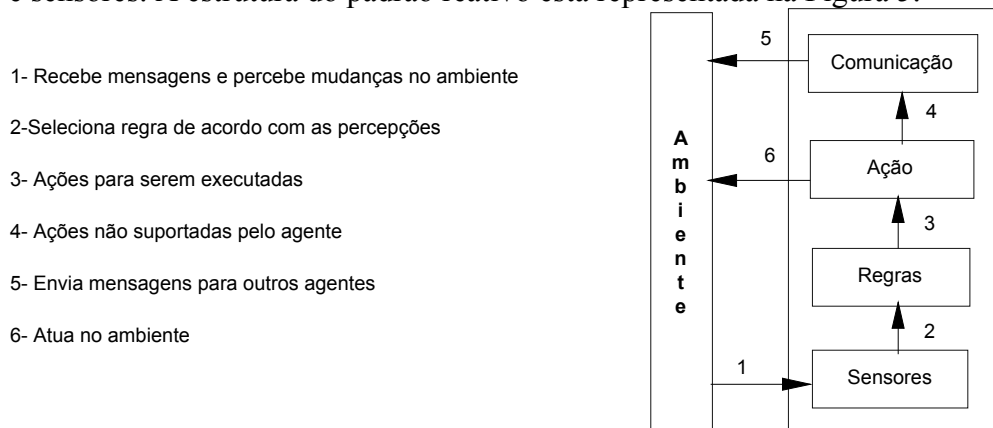 e sensores. A estrutura do padrão reativo está representada na Figura 3.
1- Recebe mensagens e percebe mudanças no ambiente
2-Seleciona regra de acordo com as percepções
3- Ações para serem executadas
4- Ações não suportadas pelo agente
5- Envia mensagens para outros agentes
6- Atua no ambiente
Ambiente
5
Comunicação
4
6
Ação
3
Regras
2
1
Sensores